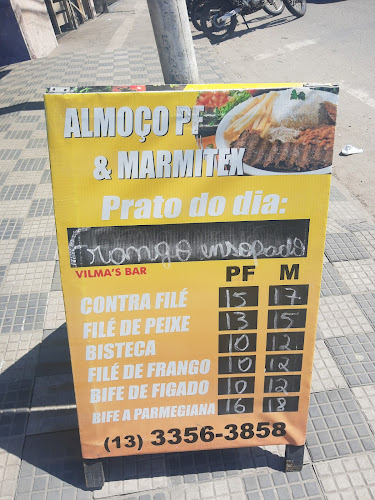 ALMOÇO PF
& MARMITEX
Prato do dia:
frango ensopado
VILMA'S BAR
PF M
CONTRA FILÉ 15 17
FILÉ DE PEIXE 13 15
BISTECA 10 12
FILÉ DE FRANGO 10 12
BIFE DE FIGADO 10 12
BIFE A PARMEGIANA 16 18
(13) 3356-3858